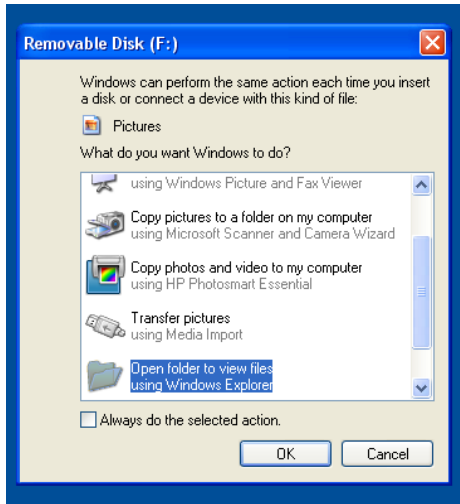 Removable Disk (F:)
Windows can perform the same action each time you insert
a disk or connect a device with this kind of file:
Pictures
What do you want Windows to do?
using Windows Picture and Fax Viewer
Copy pictures to a folder on my computer
using Microsoft Scanner and Camera Wizard
Copy photos and video to my computer
using HP Photosmart Essential
Transfer pictures
using Media Import
Open folder to view files
using Windows Explorer
Always do the selected action.
OK
Cancel